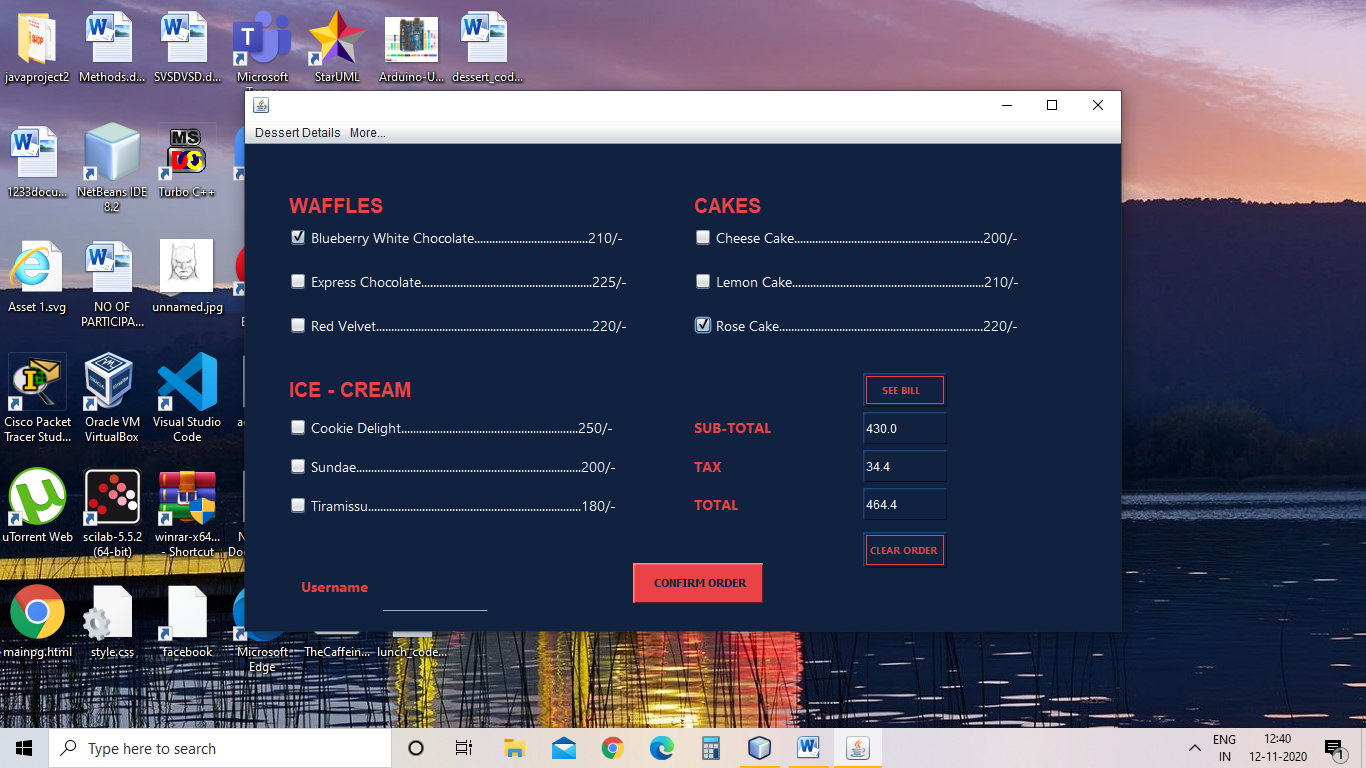 javaproject2
Methods.d...
SVSDVSD.d...
Microsoft
StarUML
Arduino-U...
dessert_cod...
Dessert Details More...
1233docu...
NetBeans IDE
8.2
MS
Turbo C++
WAFFLES
Blueberry White Chocolate......................................210/-
Express Chocolate.........................................................225/-
Red Velvet........................................................................220/-
CAKES
Cheese Cake...............................................................200/-
Lemon Cake................................................................210/-
Rose Cake....................................................................220/-
Asset 1.svg
NO OF
PARTICIPA...
unnamed.jpg
ICE - CREAM
Cookie Delight...........................................................250/-
Sundae...........................................................................200/-
Tiramissu.......................................................................180/-
SEE BILL
SUB-TOTAL 430.0
TAX 34.4
TOTAL 464.4
CLEAR ORDER
Username
CONFIRM ORDER
Cisco Packet
Tracer Stud...
Oracle VM
VirtualBox
Visual Studio
Code
uTorrent Web
scilab-5.5.2
(64-bit)
winrar-x64...
- Shortcut
mainpg.html
style.css
facebook
Microsoft
Edge
TheCaffein...
lunch_code...
Type here to search
ENG
IN
12:40
12-11-2020
1